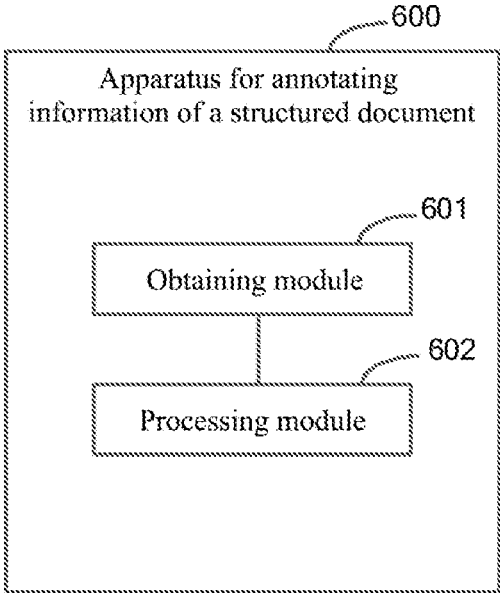 600
Apparatus for annotating
information of a structured document
601
Obtaining module
602
Processing module